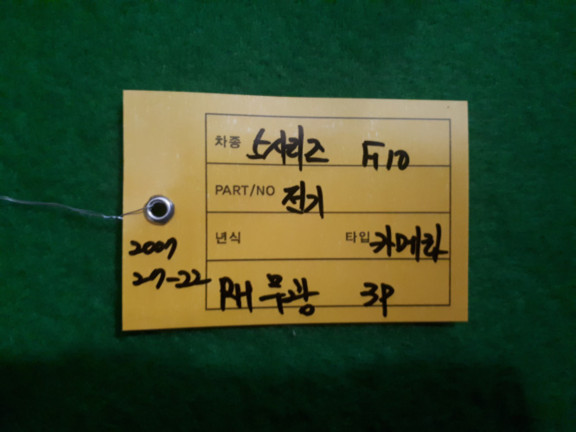 차종 5시리즈 F10
PART/NO 전기
년식 타입 카메라
RH 무광 3P
2007
27-22